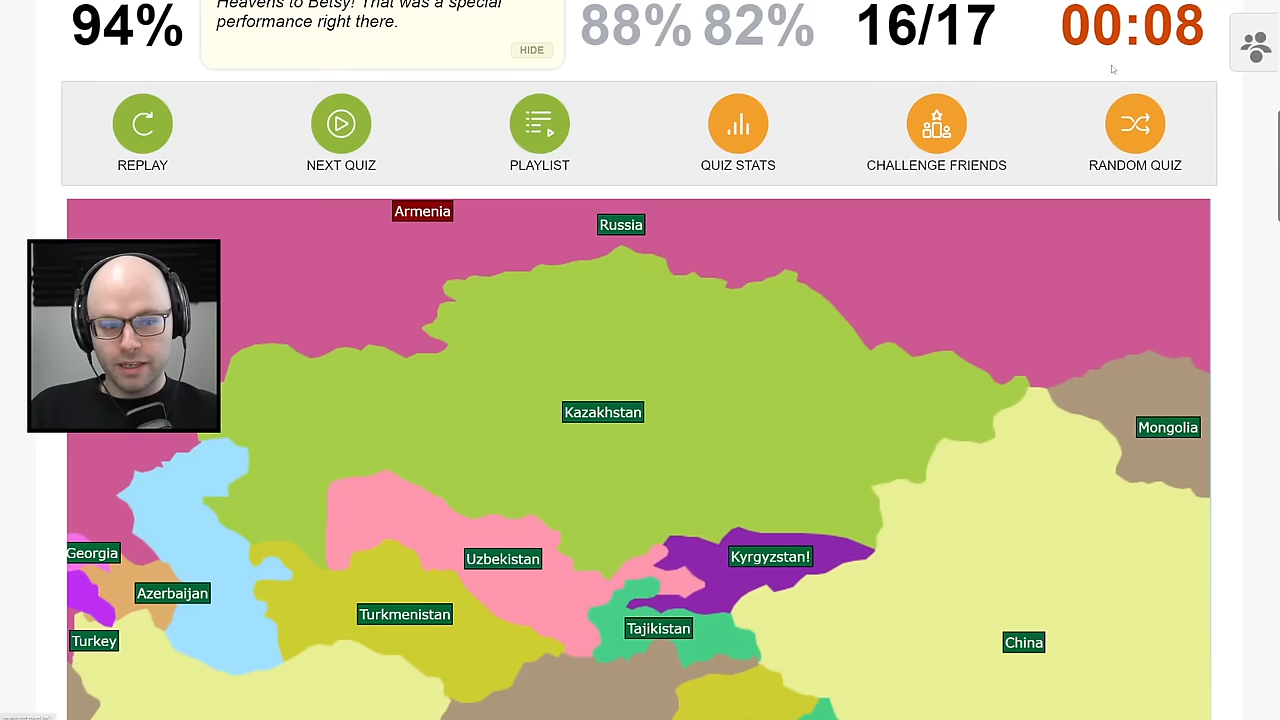 Heavens to Betsy! That was a special
performance right there.
HIDE
94%
88% 82%
16/17
00:08
REPLAY
NEXT QUIZ
PLAYLIST
QUIZ STATS
CHALLENGE FRIENDS
RANDOM QUIZ
Armenia
Russia
Kazakhstan
Mongolia
Georgia
Uzbekistan
Kyrgyzstan!
Azerbaijan
Turkmenistan
Tajikistan
Turkey
China